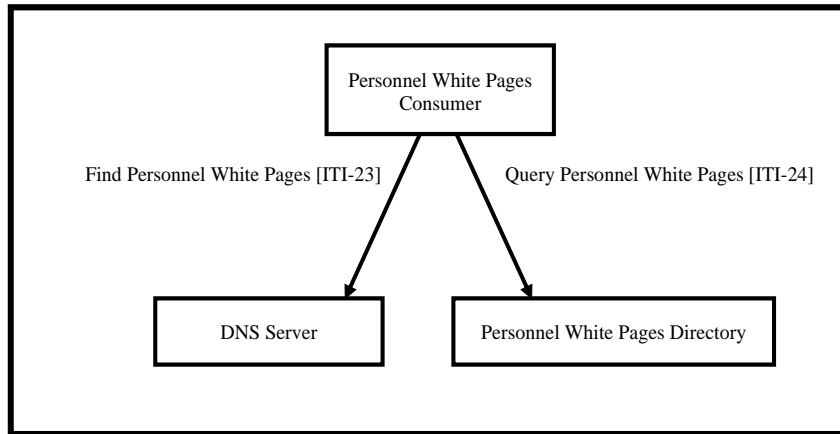 Personnel White Pages
Consumer
Find Personnel White Pages [ITI-23]
Query Personnel White Pages [ITI-24]
DNS Server
Personnel White Pages Directory